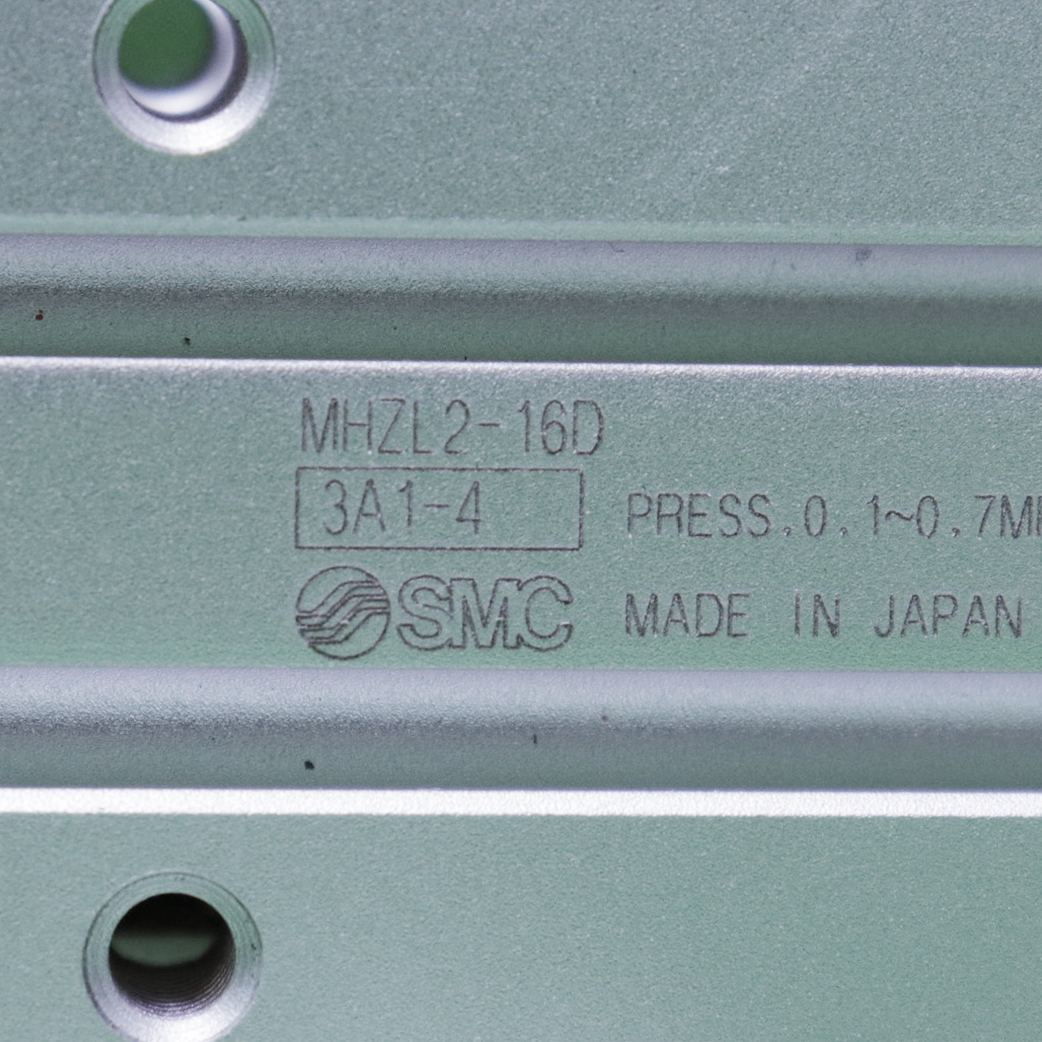 MHZL2-16D
3A1-4
PRESS.0.1~0.7M
SMC
MADE IN JAPAN